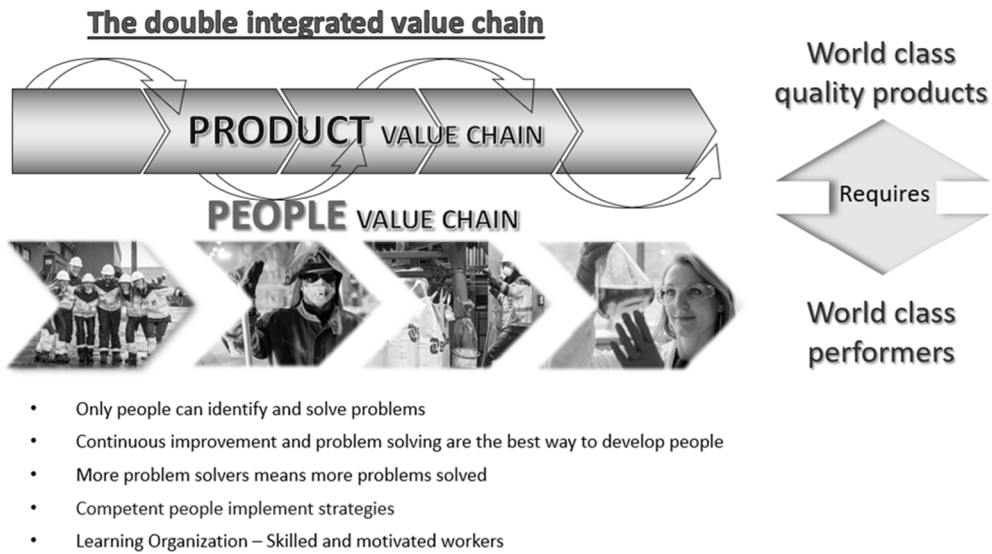 The double integrated value chain
World class
quality products
PRODUCT VALUE CHAIN
Requires
PEOPLE VALUE CHAIN
World class
performers
• Only people can identify and solve problems
• Continuous improvement and problem solving are the best way to develop people
• More problem solvers means more problems solved
• Competent people implement strategies
• Learning Organization – Skilled and motivated workers